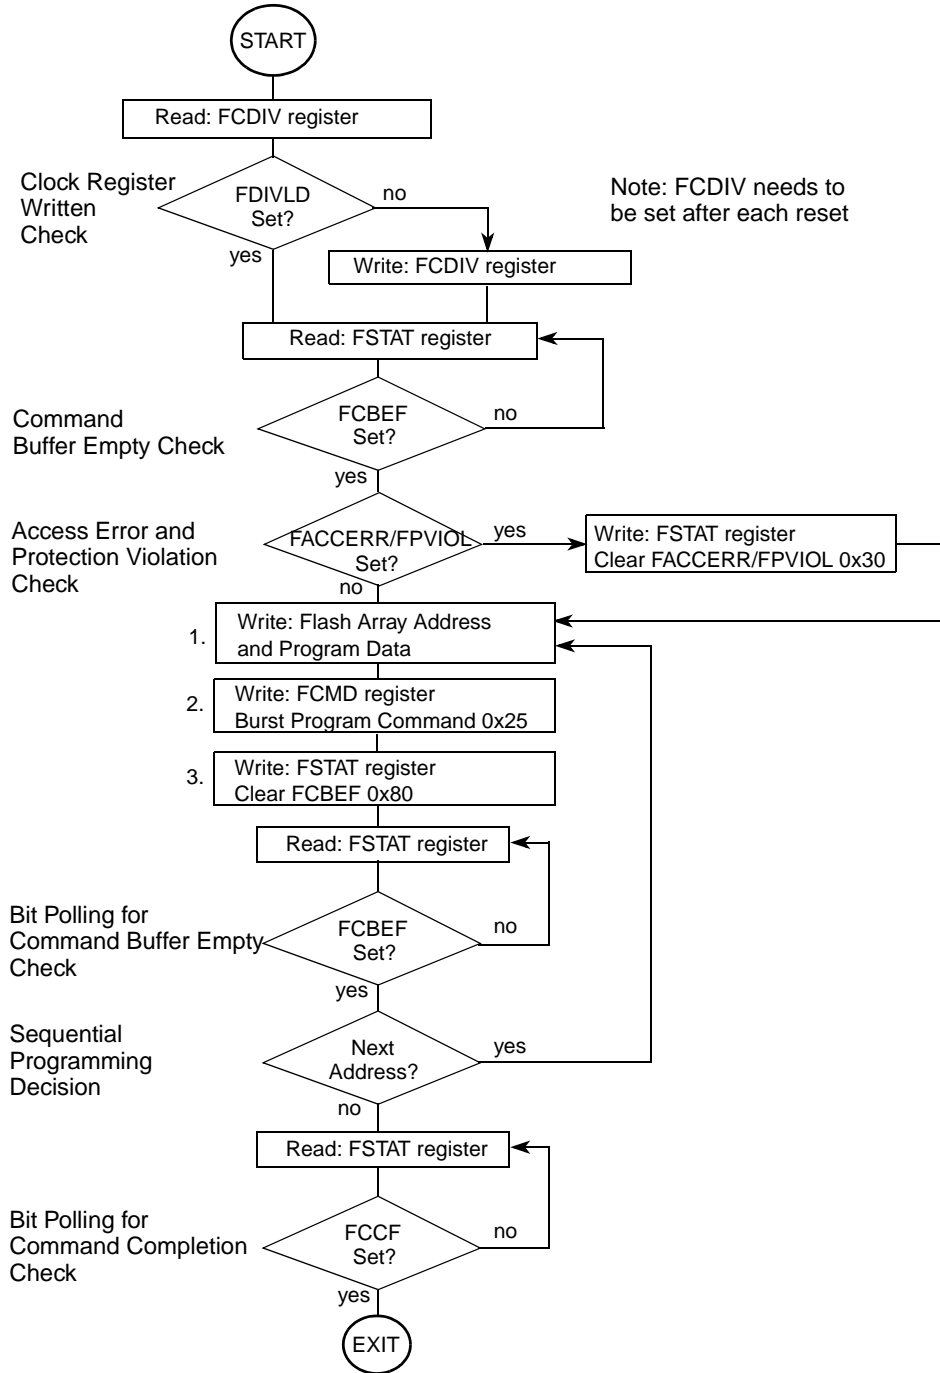 START
Read: FCDIV register
Clock Register
Written
Check
FDIVLD
Set?
no
yes
Note: FCDIV needs to
be set after each reset
Write: FCDIV register
Read: FSTAT register
Command
Buffer Empty Check
FCBEF
Set?
no
yes
Access Error and
Protection Violation
Check
FACCERR/FPVIOL
Set?
yes
no
Write: FSTAT register
Clear FACCERR/FPVIOL 0x30
1.
Write: Flash Array Address
and Program Data
2.
Write: FCMD register
Burst Program Command 0x25
3.
Write: FSTAT register
Clear FCBEF 0x80
Read: FSTAT register
Bit Polling for
Command Buffer Empty
Check
FCBEF
Set?
no
yes
Sequential
Programming
Decision
Next
Address?
yes
no
Read: FSTAT register
Bit Polling for
Command Completion
Check
FCCF
Set?
no
yes
EXIT